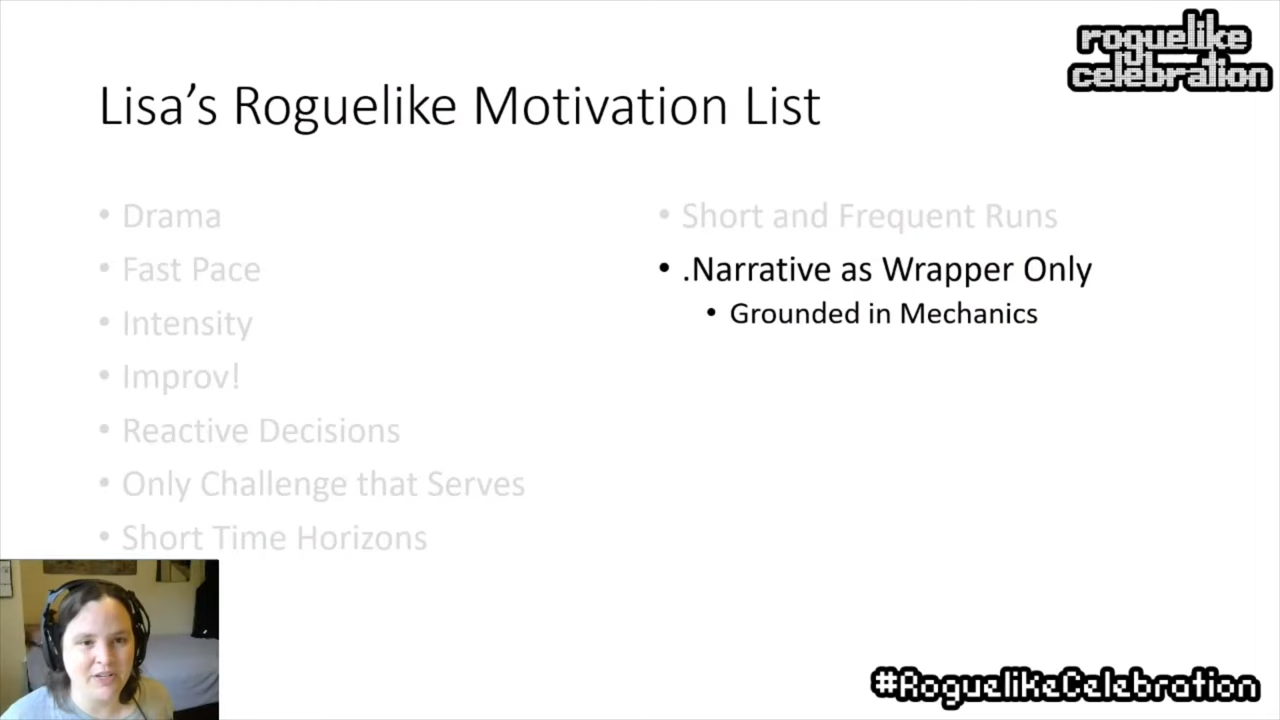 roguelike
celebration
Lisa's Roguelike Motivation List
• Drama
• Fast Pace
• Intensity
• Improv!
• Reactive Decisions
• Only Challenge that Serves
• Short Time Horizons
• Short and Frequent Runs
• .Narrative as Wrapper Only
• Grounded in Mechanics
#RoguelikeCelebration